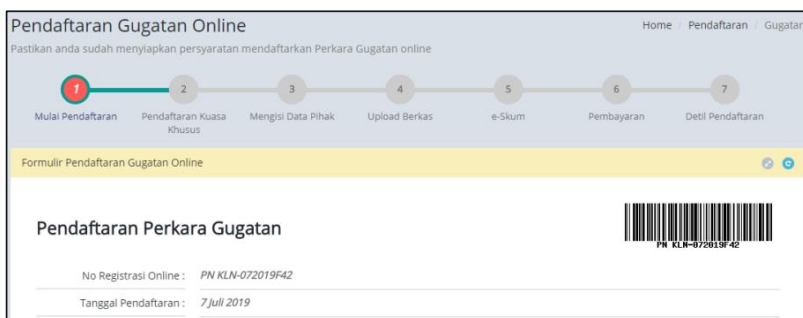 Pendaftaran Gugatan Online
Home / Pendaftaran / Gugatan
Pastikan anda sudah menyiapkan persyaratan mendaftarkan Perkara Gugatan online
1 2 3 4 5 6 7
Mulai Pendaftaran Pendaftaran Kuasa Khusus Mengisi Data Pihak Upload Berkas e-Skum Pembayaran Detil Pendaftaran
Formulir Pendaftaran Gugatan Online
Pendaftaran Perkara Gugatan
PN KLN-072019F42
No Registrasi Online : PN KLN-072019F42
Tanggal Pendaftaran : 7 Juli 2019